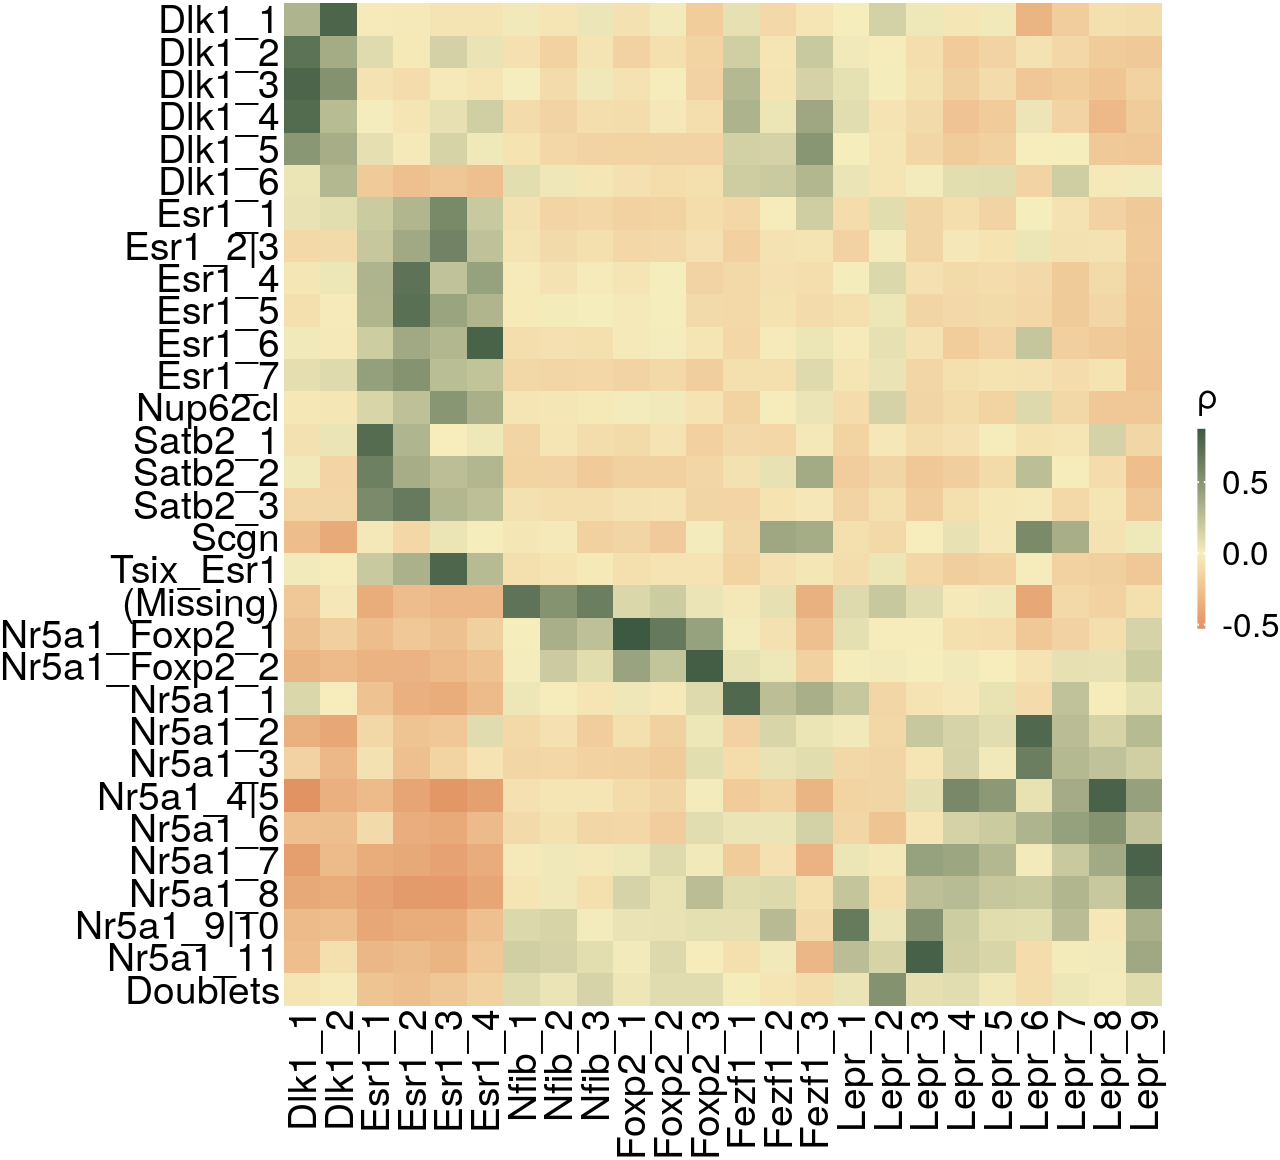 Dlk1_1
Dlk1_2
Dlk1_3
Dlk1_4
Dlk1_5
Dlk1_6
Esr1_1
Esr1_2|3
Esr1_4
Esr1_5
Esr1_6
Esr1_7
Nup62cl
Satb2_1
Satb2_2
Satb2_3
Scgn
Tsix_Esr1
(Missing)
Nr5a1_Foxp2_1
Nr5a1_Foxp2_2
Nr5a1_1
Nr5a1_2
Nr5a1_3
Nr5a1_4|5
Nr5a1_6
Nr5a1_7
Nr5a1_8
Nr5a1_9|10
Nr5a1_11
Doublets
Dlk1_1
Dlk1_2
Esr1_1
Esr1_2
Esr1_3
Esr1_4
Nfib_1
Nfib_2
Nfib_3
Foxp2_1
Foxp2_2
Foxp2_3
Fezf1_1
Fezf1_2
Fezf1_3
Lepr_1
Lepr_2
Lepr_3
Lepr_4
Lepr_5
Lepr_6
Lepr_7
Lepr_8
Lepr_9
ρ
0.5
0.0
-0.5